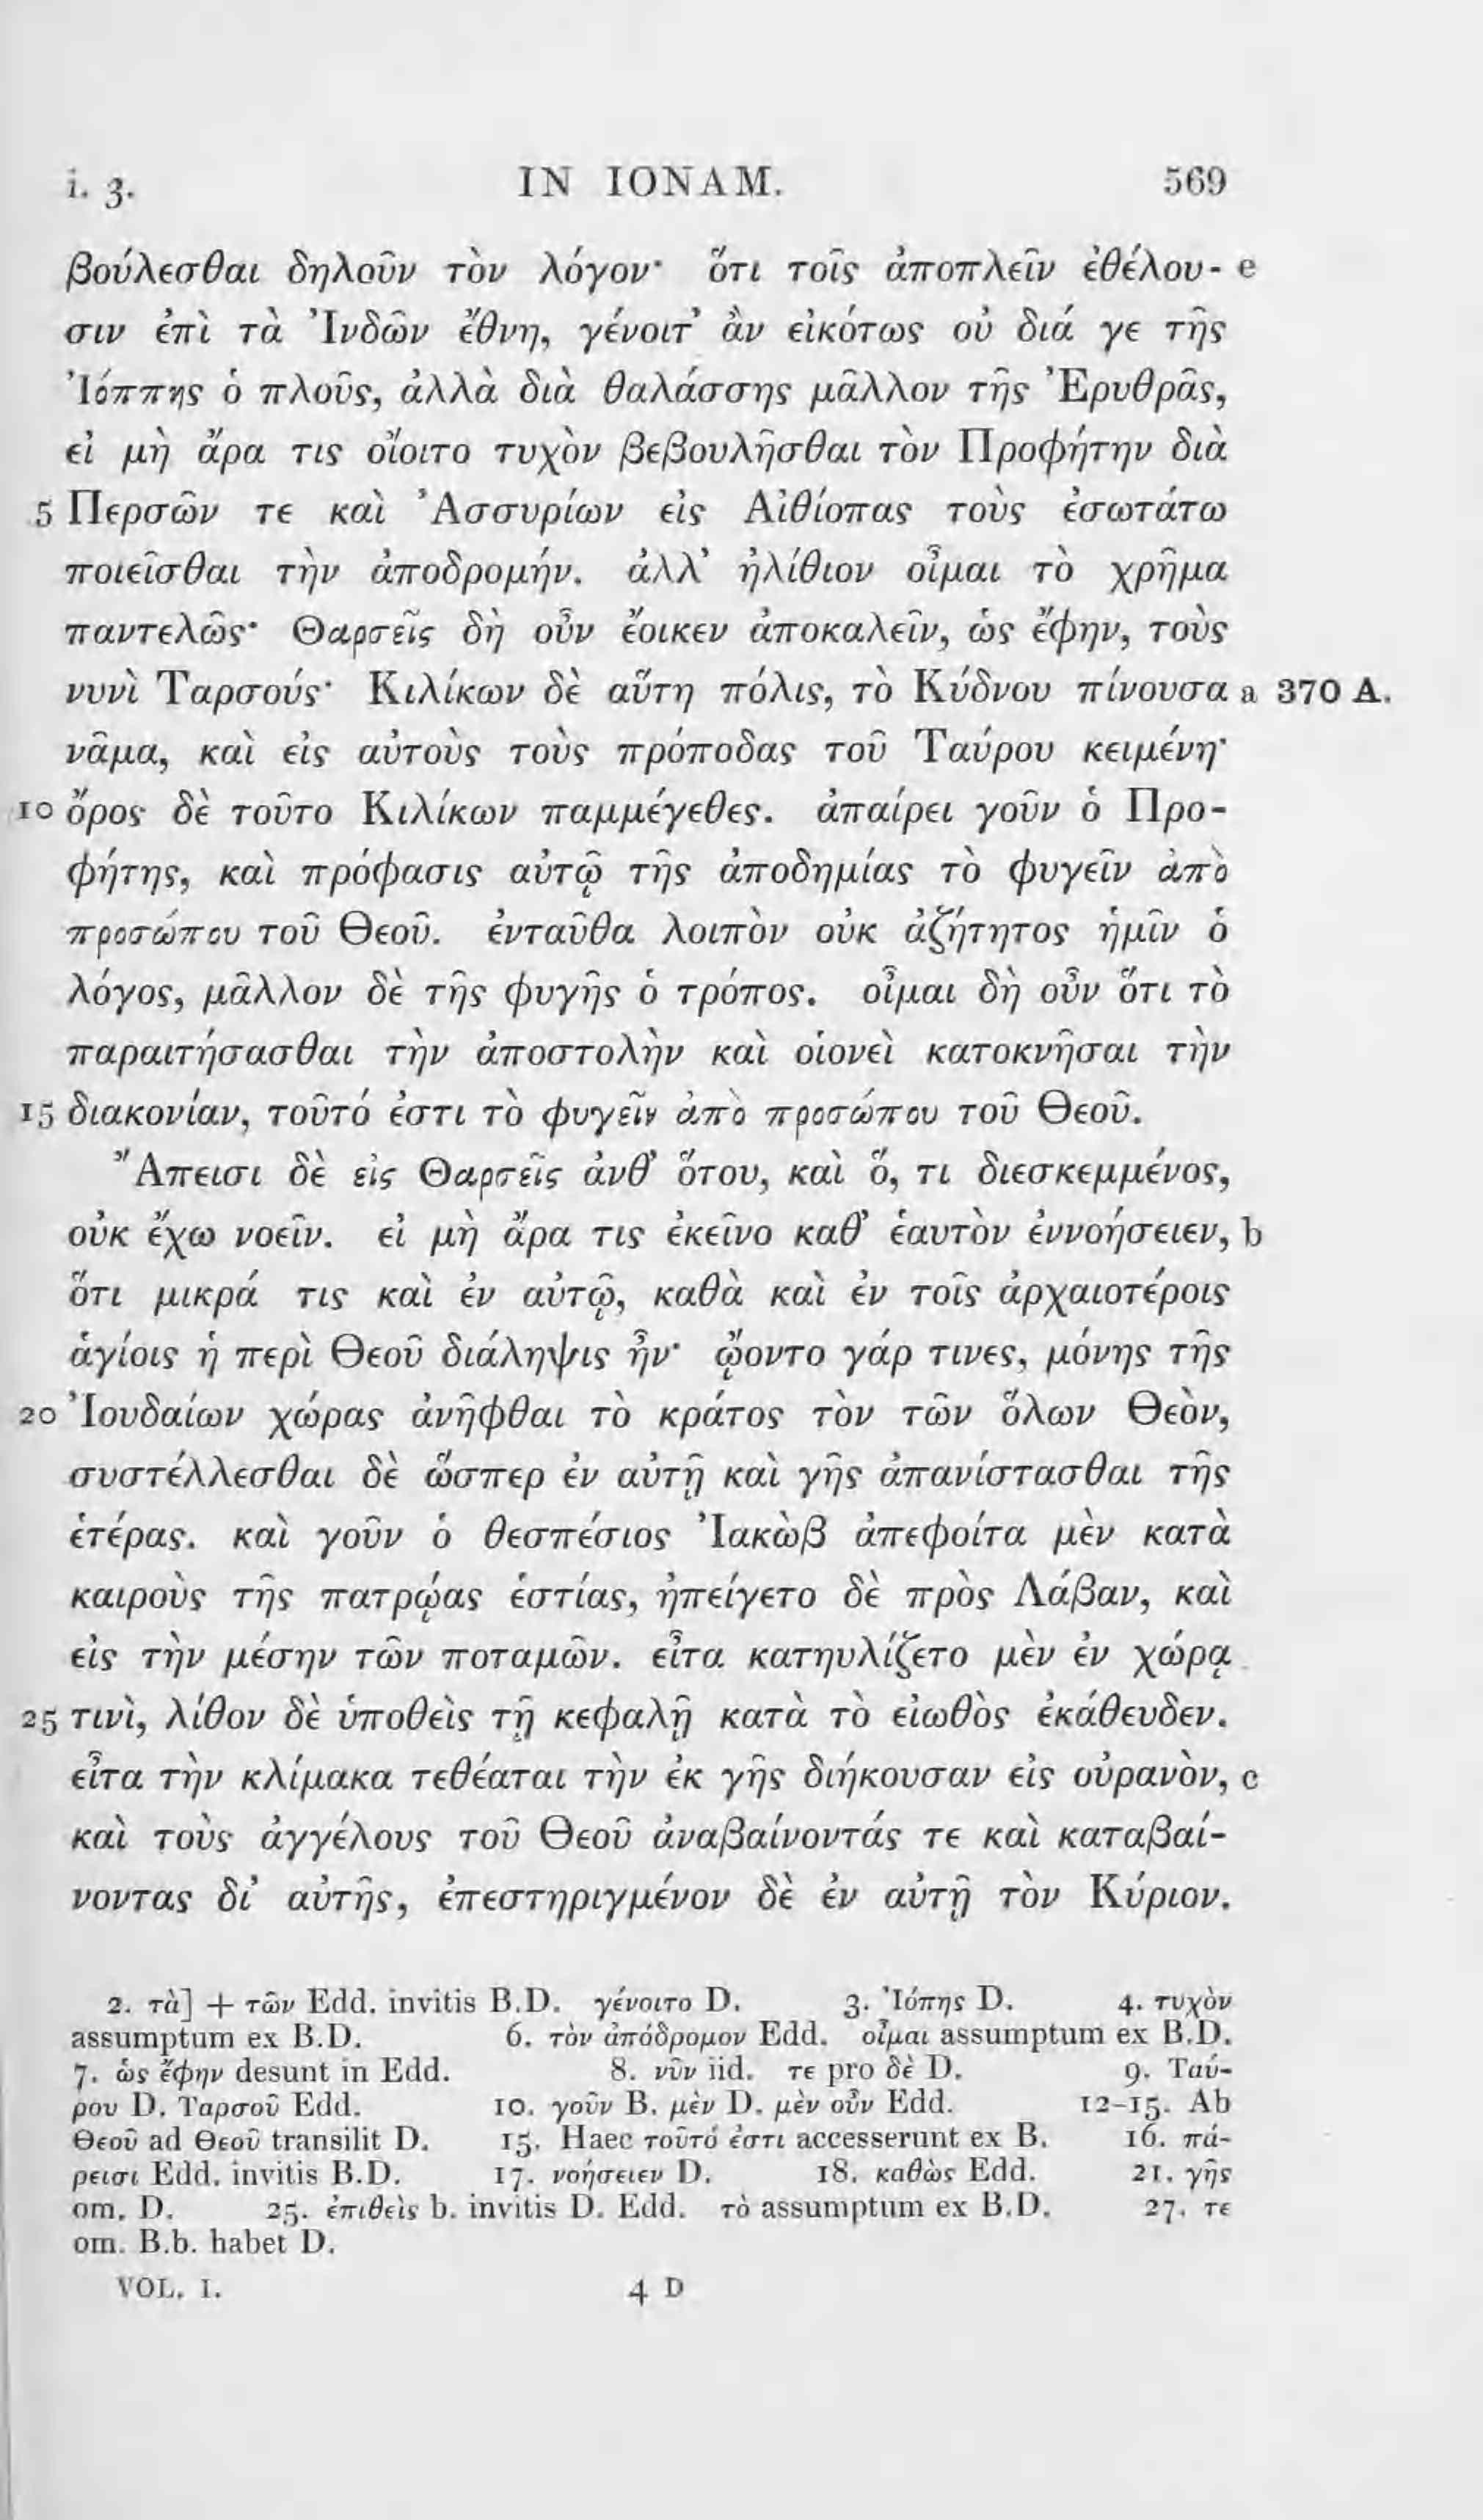 i. 3. IN IONAM. 569
βούλεσθαι δηλοῦν τὸν λόγον· ὅτι τοῖς ἀποπλεῖν ἐθέλου- e
σιν ἐπὶ τὰ Ἰνδῶν ἔθνη, γένοιτ’ ἂν εἰκότως οὐ διά γε τῆς
Ἰόππης ὁ πλοῦς, ἀλλὰ διὰ θαλάσσης μᾶλλον τῆς Ἐρυθρᾶς,
εἰ μὴ ἄρα τις οἴοιτο τυχὸν βεβουλῆσθαι τὸν Προφήτην διὰ
5 Περσῶν τε καὶ Ἀσσυρίων εἰς Αἰθίοπας τοὺς ἐσωτάτω
ποιεῖσθαι τὴν ἀποδρομήν. ἀλλ’ ἠλίθιον οἶμαι τὸ χρῆμα
παντελῶς· Θαρσεῖς δὴ οὖν ἔοικεν ἀποκαλεῖν, ὡς ἔφην, τοὺς
νυνὶ Ταρσούς· Κιλίκων δὲ αὕτη πόλις, τὸ Κύδνου πίνουσα a 370 A.
νᾶμα, καὶ εἰς αὐτοὺς τοὺς πρόποδας τοῦ Ταύρου κειμένη·
10 ὄρος δὲ τοῦτο Κιλίκων παμμέγεθες. ἀπαίρει γοῦν ὁ Προ-
φήτης, καὶ πρόφασις αὐτῷ τῆς ἀποδημίας τὸ φυγεῖν ἀπὸ
προσώπου τοῦ Θεοῦ. ἐνταῦθα λοιπὸν οὐκ ἀζήτητος ἡμῖν ὁ
λόγος, μᾶλλον δὲ τῆς φυγῆς ὁ τρόπος. οἶμαι δὴ οὖν ὅτι τὸ
παραιτήσασθαι τὴν ἀποστολὴν καὶ οἱονεὶ κατοκνῆσαι τὴν
15 διακονίαν, τοῦτό ἐστι τὸ φυγεῖν ἀπὸ προσώπου τοῦ Θεοῦ.
Ἄπεισι δὲ εἰς Θαρσεῖς ἀνθ’ ὅτου, καὶ ὅ, τι διεσκεμμένος,
οὐκ ἔχω νοεῖν. εἰ μὴ ἄρα τις ἐκεῖνο καθ’ ἑαυτὸν ἐννοήσειεν, b
ὅτι μικρά τις καὶ ἐν αὐτῷ, καθὰ καὶ ἐν τοῖς ἀρχαιοτέροις
ἁγίοις ἡ περὶ Θεοῦ διάληψις ἦν· ᾤοντο γάρ τινες, μόνης τῆς
20 Ἰουδαίων χώρας ἀνῆφθαι τὸ κράτος τὸν τῶν ὅλων Θεὸν,
συστέλλεσθαι δὲ ὥσπερ ἐν αὐτῇ καὶ γῆς ἀπανίστασθαι τῆς
ἑτέρας. καὶ γοῦν ὁ θεσπέσιος Ἰακὼβ ἀπεφοίτα μὲν κατὰ
καιροὺς τῆς πατρῴας ἑστίας, ἠπείγετο δὲ πρὸς Λάβαν, καὶ
εἰς τὴν μέσην τῶν ποταμῶν. εἶτα κατηυλίζετο μὲν ἐν χώρᾳ
25 τινὶ, λίθον δὲ ὑποθεὶς τῇ κεφαλῇ κατὰ τὸ εἰωθὸς ἐκάθευδεν.
εἶτα τὴν κλίμακα τεθέαται τὴν ἐκ γῆς διήκουσαν εἰς οὐρανὸν, c
καὶ τοὺς ἀγγέλους τοῦ Θεοῦ ἀναβαίνοντάς τε καὶ καταβαί-
νοντας δι’ αὐτῆς, ἐπεστηριγμένον δὲ ἐν αὐτῇ τὸν Κύριον.
2. τὰ] + τῶν Edd. invitis B.D. γένοιτο D. 3. Ἰόπης D. 4. τυχὸν
assumptum ex B.D. 6. τὸν ἀπόδρομον Edd. οἶμαι assumptum ex B.D.
7. ὡς ἔφην desunt in Edd. 8. νῦν iid. τε pro δὲ D. 9. Ταύ-
ρου D. Ταρσοῦ Edd. 10. γοῦν B. μὲν D. μὲν οὖν Edd. 12-15. Ab
Θεοῦ ad Θεοῦ transilit D. 15. Haec τοῦτό ἐστι accesserunt ex B. 16. πά-
ρεισι Edd. invitis B.D. 17. νοήσειεν D. 18. καθὼς Edd. 21. γῆς
om. D. 25. ἐπιθεὶς b. invitis D. Edd. τὸ assumptum ex B.D. 27. τε
om. B.b. habet D.
VOL. I. 4 D